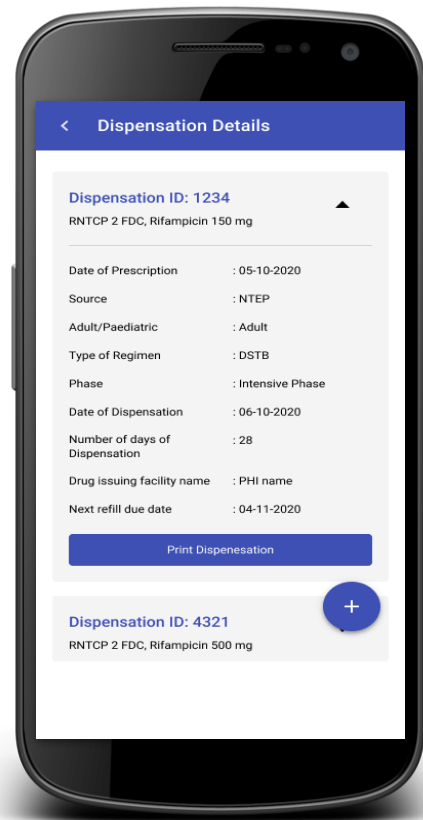 Dispensation Details
Dispensation ID: 1234
RNTCP 2 FDC, Rifampicin 150 mg
Date of Prescription : 05-10-2020
Source : NTEP
Adult/Paediatric : Adult
Type of Regimen : DSTB
Phase : Intensive Phase
Date of Dispensation : 06-10-2020
Number of days of : 28
Dispensation
Drug issuing facility name : PHI name
Next refill due date : 04-11-2020
Print Dispenesation
Dispensation ID: 4321
RNTCP 2 FDC, Rifampicin 500 mg